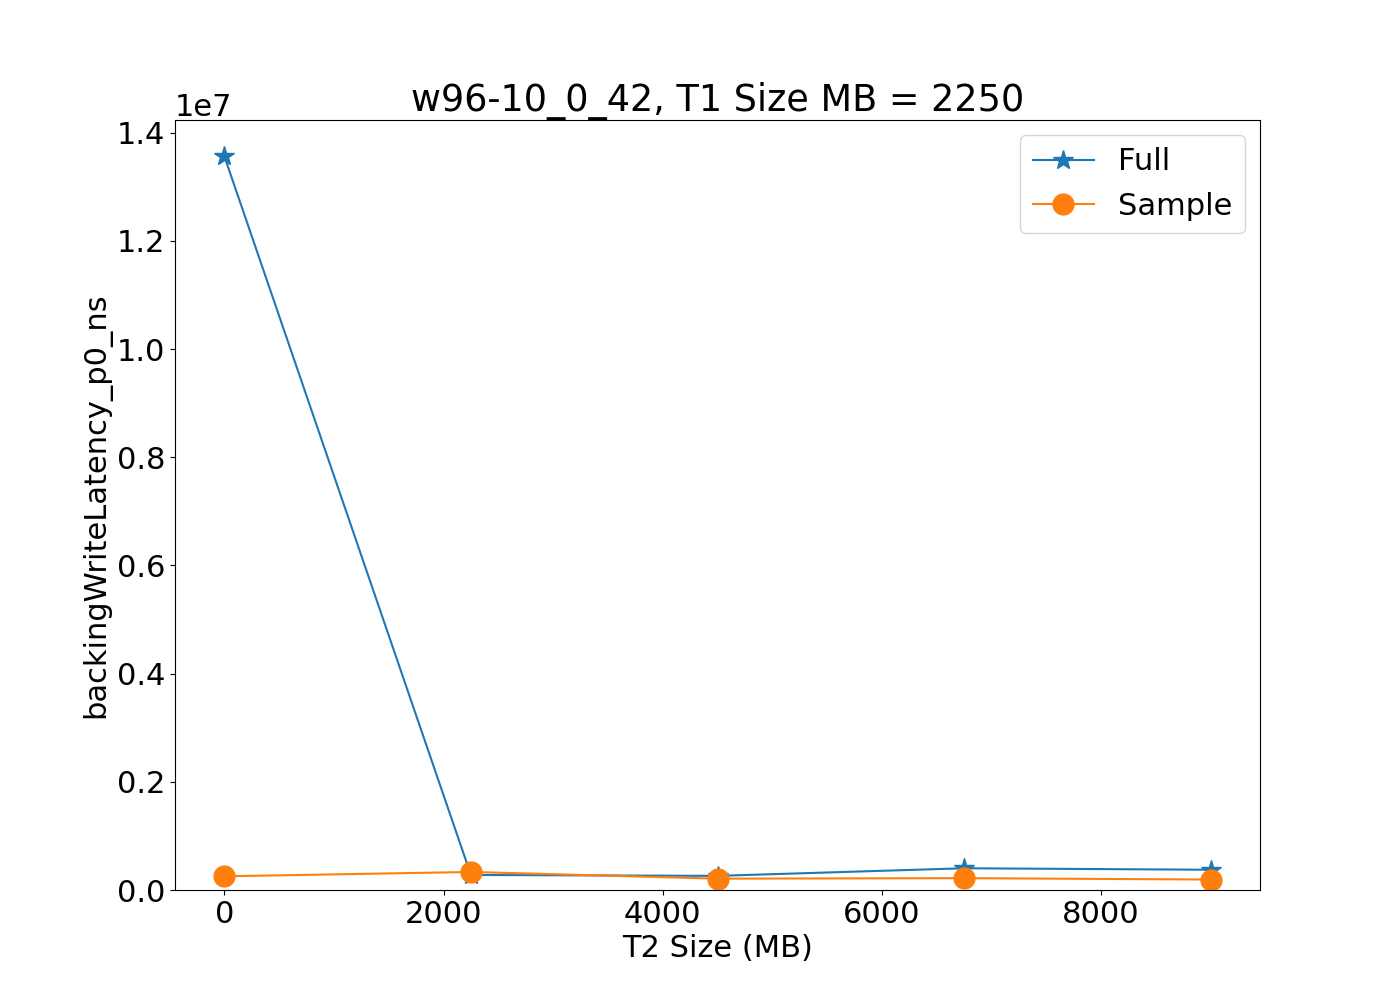 w96-10_0_42, T1 Size MB = 2250
1e7
1.4
1.2
1.0
0.8
0.6
0.4
0.2
0.0
backingWriteLatency_p0_ns
Full
Sample
0 2000 4000 6000 8000
T2 Size (MB)